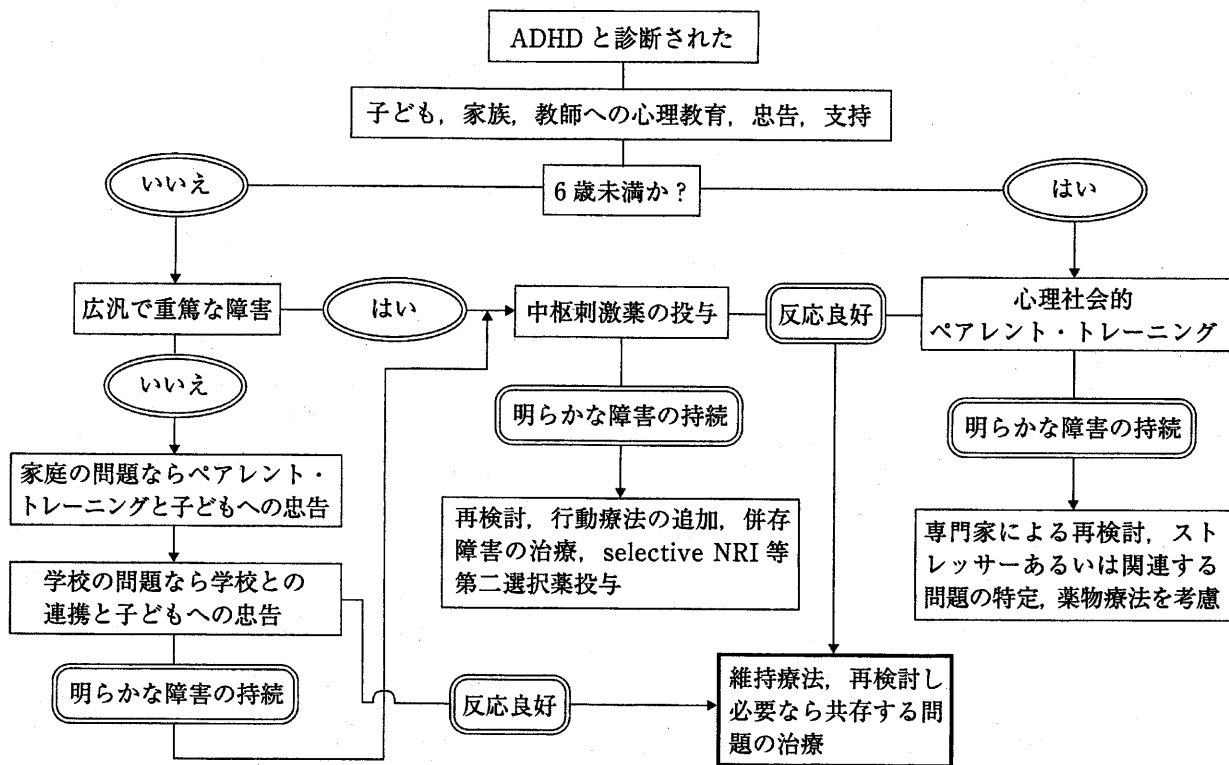 ADHDと診断された
子ども，家族，教師への心理教育，忠告，支持
いいえ
6歳未満か？
はい
広汎で重篤な障害
はい
中枢刺激薬の投与
反応良好
心理社会的
ペアレント・トレーニング
いいえ
明らかな障害の持続
明らかな障害の持続
家庭の問題ならペアレント・
トレーニングと子どもへの忠告
再検討，行動療法の追加，併存
障害の治療，selective NRI等
第二選択薬投与
専門家による再検討，スト
レッサーあるいは関連する
問題の特定，薬物療法を考慮
学校の問題なら学校との
連携と子どもへの忠告
明らかな障害の持続
反応良好
維持療法，再検討し
必要なら共存する問
題の治療